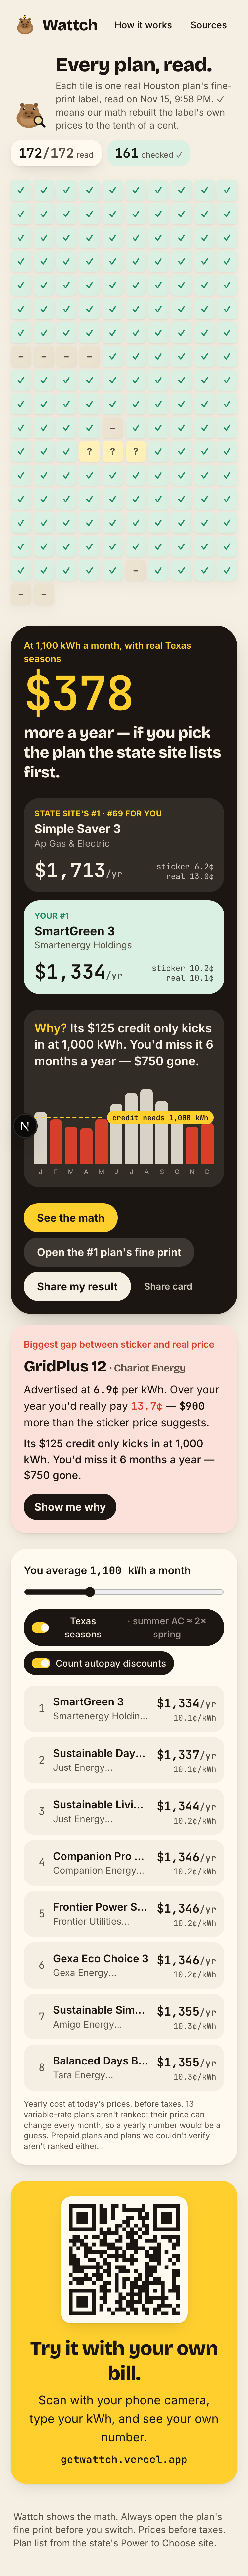 Wattch How it works Sources
Every plan, read.
Each tile is one real Houston plan's fine-
print label, read on Nov 15, 9:58 PM. ✓
means our math rebuilt the label's own
prices to the tenth of a cent.
172/172 read 161 checked ✓
✓ ✓ ✓ ✓ ✓ ✓ ✓ ✓ ✓ ✓
✓ ✓ ✓ ✓ ✓ ✓ ✓ ✓ ✓ ✓
✓ ✓ ✓ ✓ ✓ ✓ ✓ ✓ ✓ ✓
✓ ✓ ✓ ✓ ✓ ✓ ✓ ✓ ✓ ✓
✓ ✓ ✓ ✓ ✓ ✓ ✓ ✓ ✓ ✓
✓ ✓ ✓ ✓ ✓ ✓ ✓ ✓ ✓ ✓
✓ ✓ ✓ ✓ ✓ ✓ ✓ ✓ ✓ ✓
– – – – ✓ ✓ ✓ ✓ ✓ ✓
✓ ✓ ✓ ✓ ✓ ✓ ✓ ✓ ✓ ✓
✓ ✓ ✓ ✓ ✓ ✓ ✓ ✓ ✓ ✓
✓ ✓ ✓ ✓ – ✓ ✓ ✓ ✓ ✓
✓ ✓ ✓ ? ? ? ✓ ✓ ✓ ✓
✓ ✓ ✓ ✓ ✓ ✓ ✓ ✓ ✓ ✓
✓ ✓ ✓ ✓ ✓ ✓ ✓ ✓ ✓ ✓
✓ ✓ ✓ ✓ ✓ ✓ ✓ ✓ ✓ ✓
✓ ✓ ✓ ✓ ✓ ✓ ✓ ✓ ✓ ✓
✓ ✓ ✓ ✓ ✓ – ✓ ✓ ✓ ✓
– –
At 1,100 kWh a month, with real Texas
seasons
$378
more a year — if you pick
the plan the state site lists
first.
STATE SITE'S #1 · #69 FOR YOU
Simple Saver 3
Ap Gas & Electric
$1,713/yr sticker 6.2¢
real 13.0¢
YOUR #1
SmartGreen 3
Smartenergy Holdings
$1,334/yr sticker 10.2¢
real 10.1¢
Why? Its $125 credit only kicks
in at 1,000 kWh. You'd miss it 6
months a year — $750 gone.
credit needs 1,000 kWh
N
J F M A M J J A S O N D
See the math
Open the #1 plan's fine print
Share my result Share card
Biggest gap between sticker and real price
GridPlus 12 · Chariot Energy
Advertised at 6.9¢ per kWh. Over your
year you'd really pay 13.7¢ — $900
more than the sticker price suggests.
Its $125 credit only kicks in at 1,000
kWh. You'd miss it 6 months a year —
$750 gone.
Show me why
You average 1,100 kWh a month
Texas seasons · summer AC ≈ 2× spring
Count autopay discounts
1 SmartGreen 3 $1,334/yr
Smartenergy Holdin... 10.1¢/kWh
2 Sustainable Day... $1,337/yr
Just Energy... 10.1¢/kWh
3 Sustainable Livi... $1,344/yr
Just Energy... 10.2¢/kWh
4 Companion Pro ... $1,346/yr
Companion Energy... 10.2¢/kWh
5 Frontier Power S... $1,346/yr
Frontier Utilities... 10.2¢/kWh
6 Gexa Eco Choice 3 $1,346/yr
Gexa Energy... 10.2¢/kWh
7 Sustainable Sim... $1,355/yr
Amigo Energy... 10.3¢/kWh
8 Balanced Days B... $1,355/yr
Tara Energy... 10.3¢/kWh
Yearly cost at today's prices, before taxes. 13
variable-rate plans aren't ranked: their price can
change every month, so a yearly number would be a
guess. Prepaid plans and plans we couldn't verify
aren't ranked either.
Try it with your own
bill.
Scan with your phone camera,
type your kWh, and see your own
number.
getwattch.vercel.app
Wattch shows the math. Always open the plan's
fine print before you switch. Prices before taxes.
Plan list from the state's Power to Choose site.